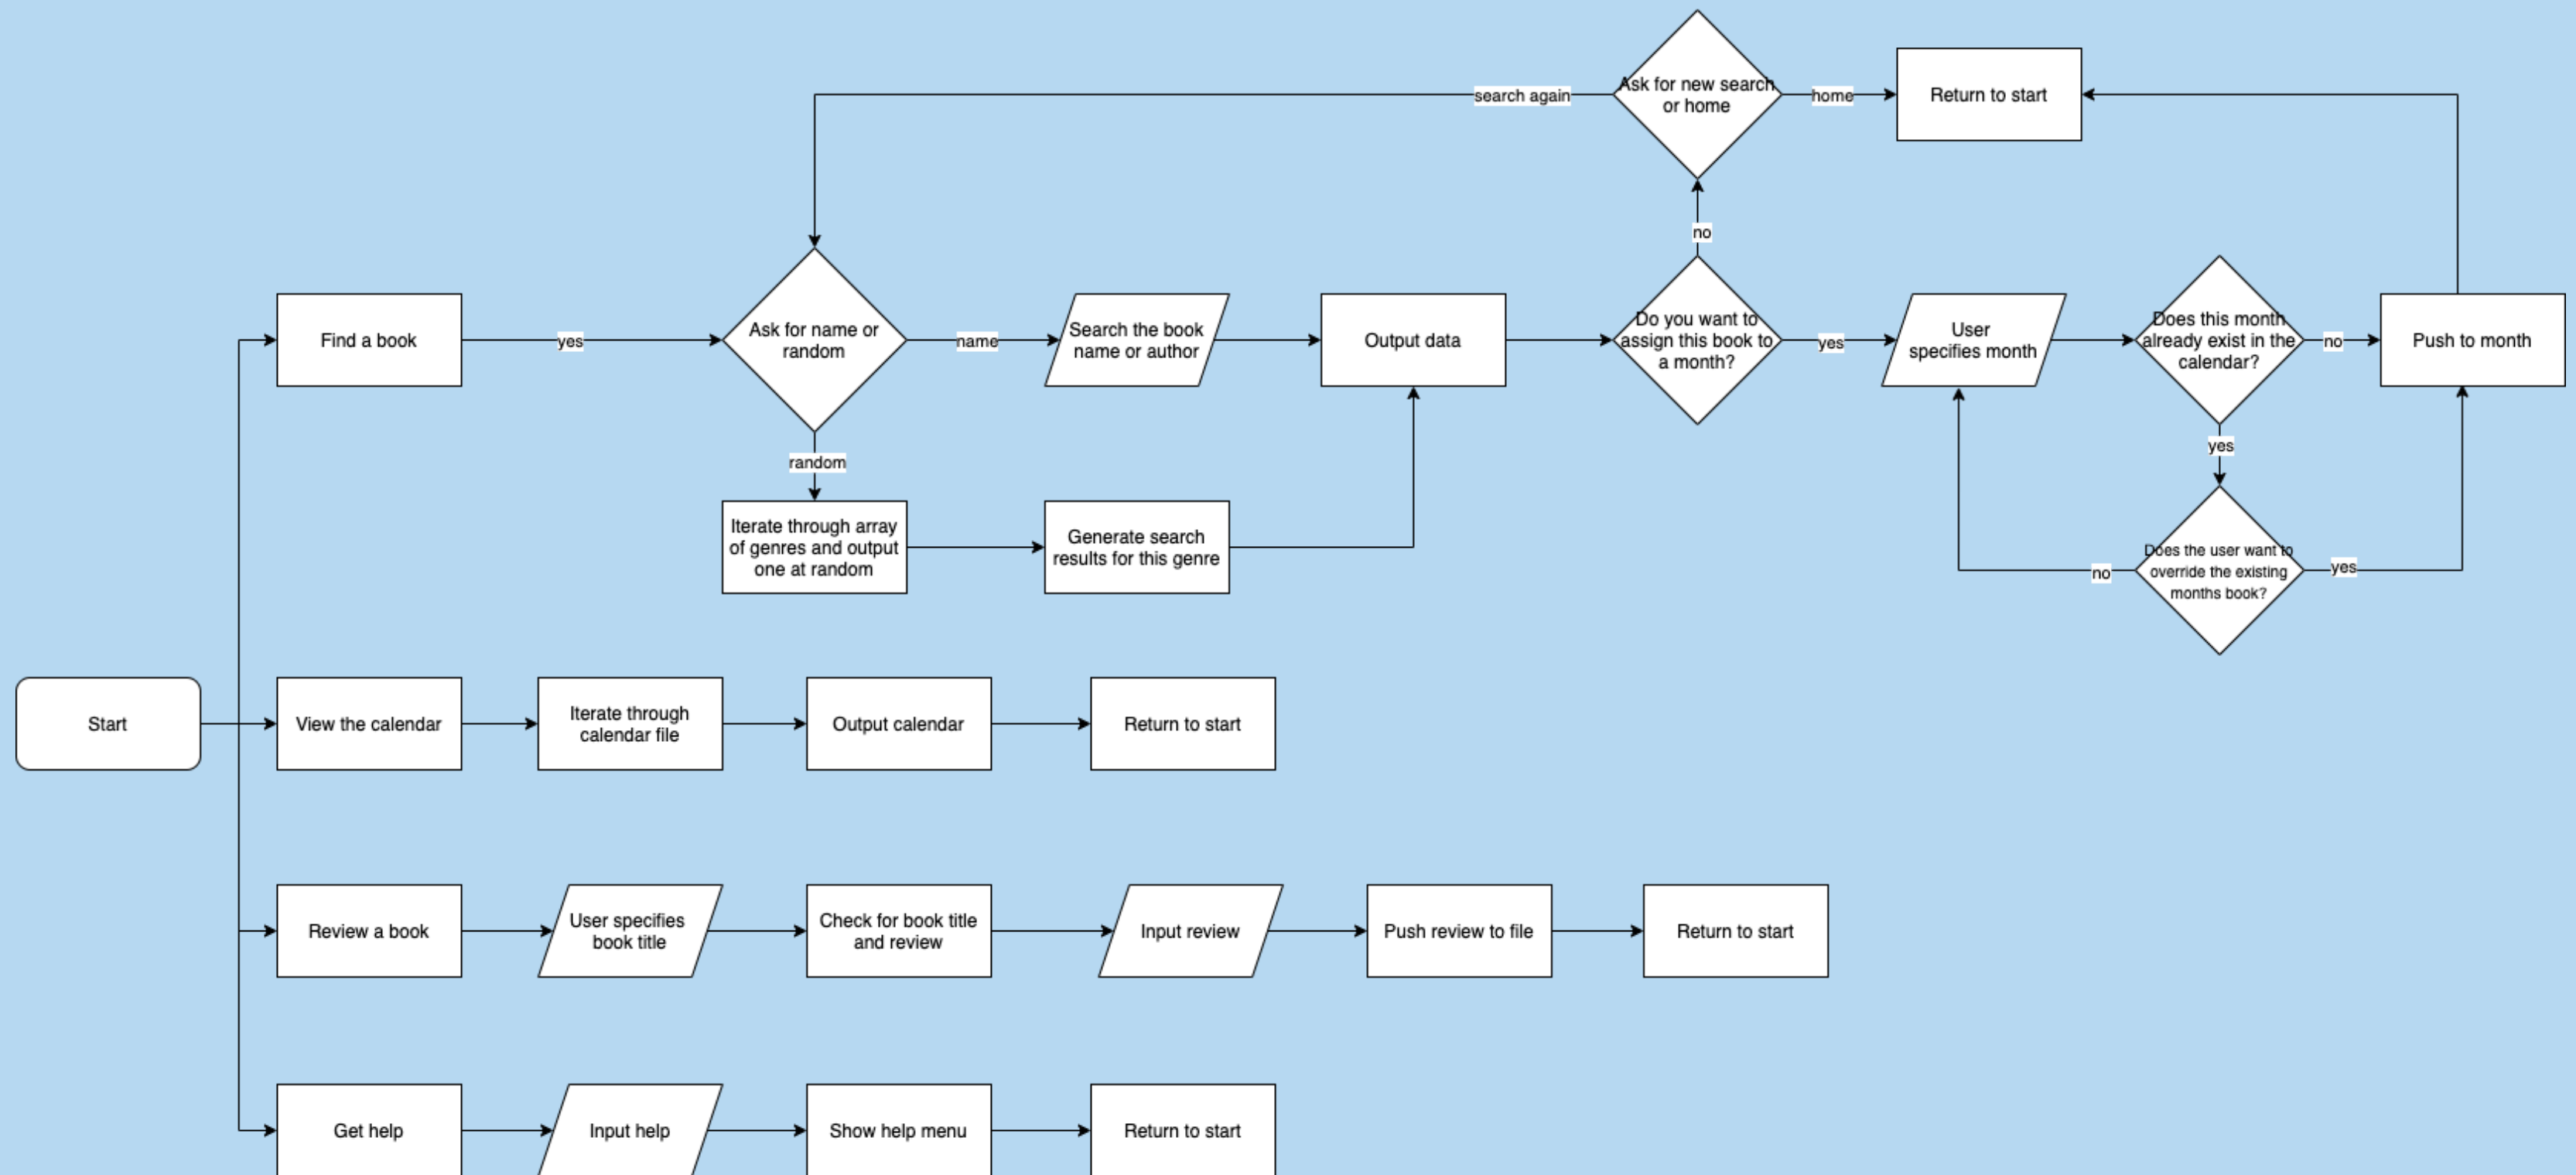 Ask for new search
or home
search again
home
Return to start
no
Find a book
yes
Ask for name or
random
name
Search the book
name or author
Output data
Do you want to
assign this book to
a month?
yes
User
specifies month
Does this month
already exist in the
calendar?
no
Push to month
random
yes
Iterate through array
of genres and output
one at random
Generate search
results for this genre
no
Does the user want to
override the existing
months book?
yes
Start
View the calendar
Iterate through
calendar file
Output calendar
Return to start
Review a book
User specifies
book title
Check for book title
and review
Input review
Push review to file
Return to start
Get help
Input help
Show help menu
Return to start